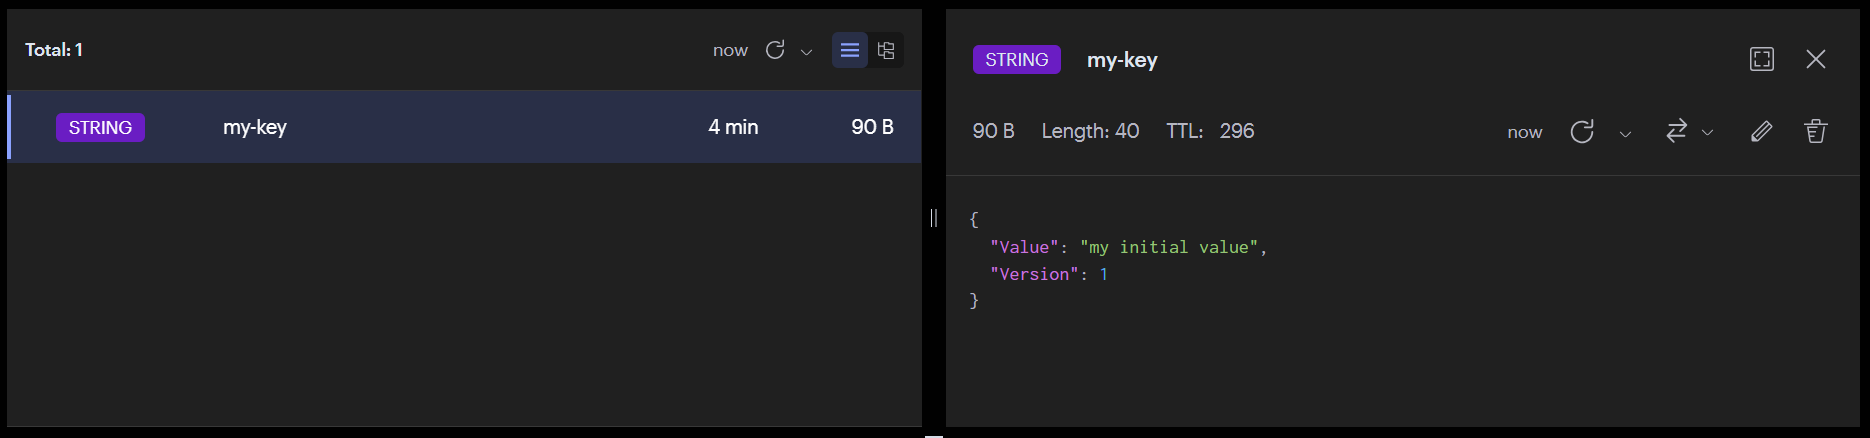 Total: 1
now
STRING my-key 4 min 90 B
STRING my-key
90 B Length: 40 TTL: 296 now
{
"Value": "my initial value",
"Version": 1
}